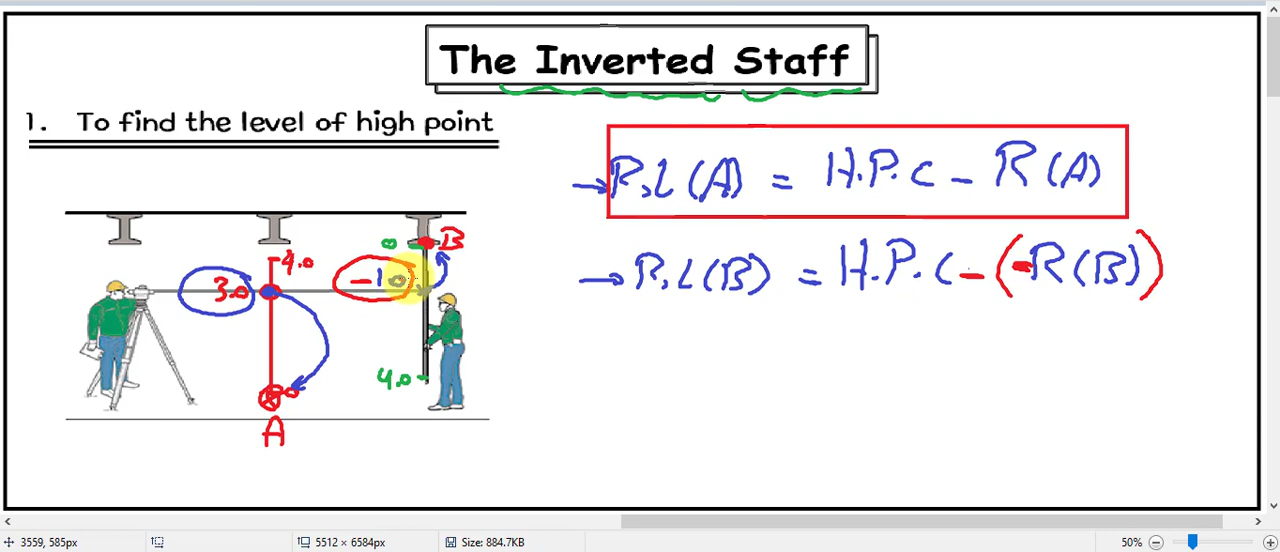 The Inverted Staff
1. To find the level of high point
→ R.L(A) = H.P.C - R(A)
→ R.L(B) = H.P.C - (-R(B))
0 B
4.0
3.0 -1.0
4.0
A
3559, 585px 5512 × 6584px Size: 884.7KB 50%